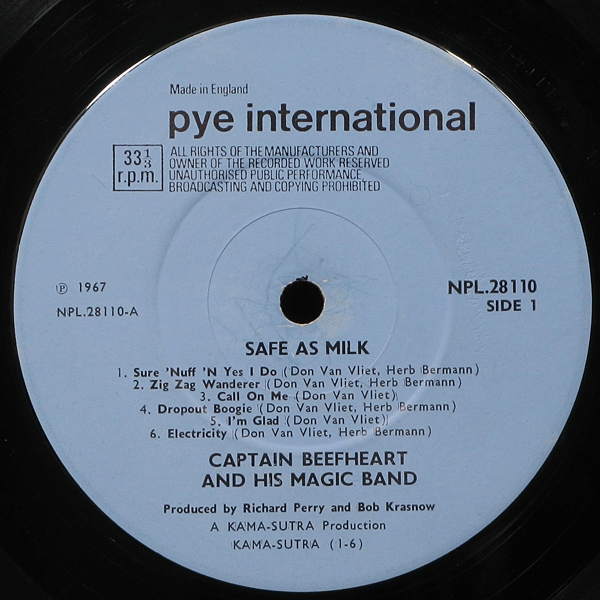 Made in England
pye international
33 1/3 r.p.m.
ALL RIGHTS OF THE MANUFACTURERS AND
OWNER OF THE RECORDED WORK RESERVED
UNAUTHORISED PUBLIC PERFORMANCE,
BROADCASTING AND COPYING PROHIBITED
℗ 1967
NPL.28110-A
NPL.28110
SIDE 1
SAFE AS MILK
1. Sure 'Nuff 'N Yes I Do (Don Van Vliet, Herb Bermann)
2. Zig Zag Wanderer (Don Van Vliet, Herb Bermann)
3. Call On Me (Don Van Vliet)
4. Dropout Boogie (Don Van Vliet, Herb Bermann)
5. I'm Glad (Don Van Vliet)
6. Electricity (Don Van Vliet, Herb Bermann)
CAPTAIN BEEFHEART
AND HIS MAGIC BAND
Produced by Richard Perry and Bob Krasnow
A KAMA-SUTRA Production
KAMA-SUTRA (1-6)